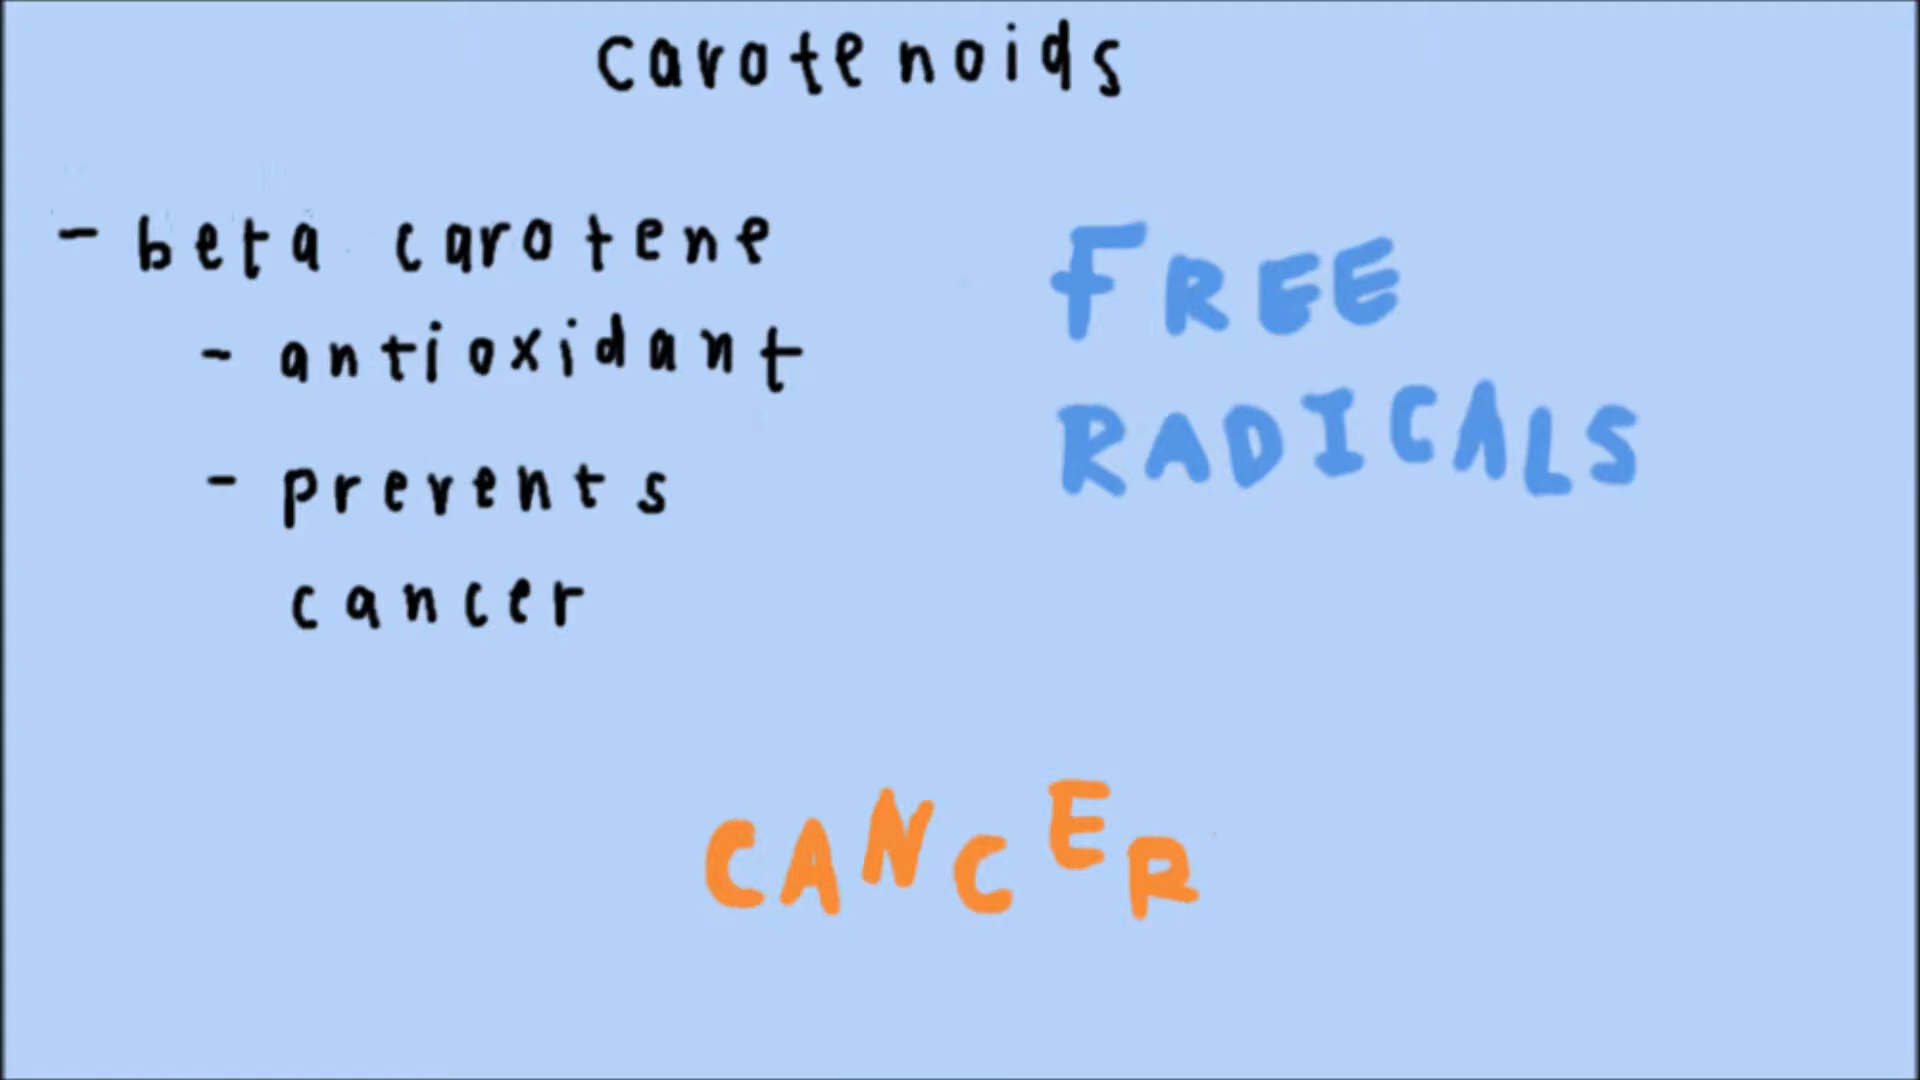 carotenoids
- beta carotene
- antioxidant
- prevents
cancer
FREE
RADICALS
CANCER